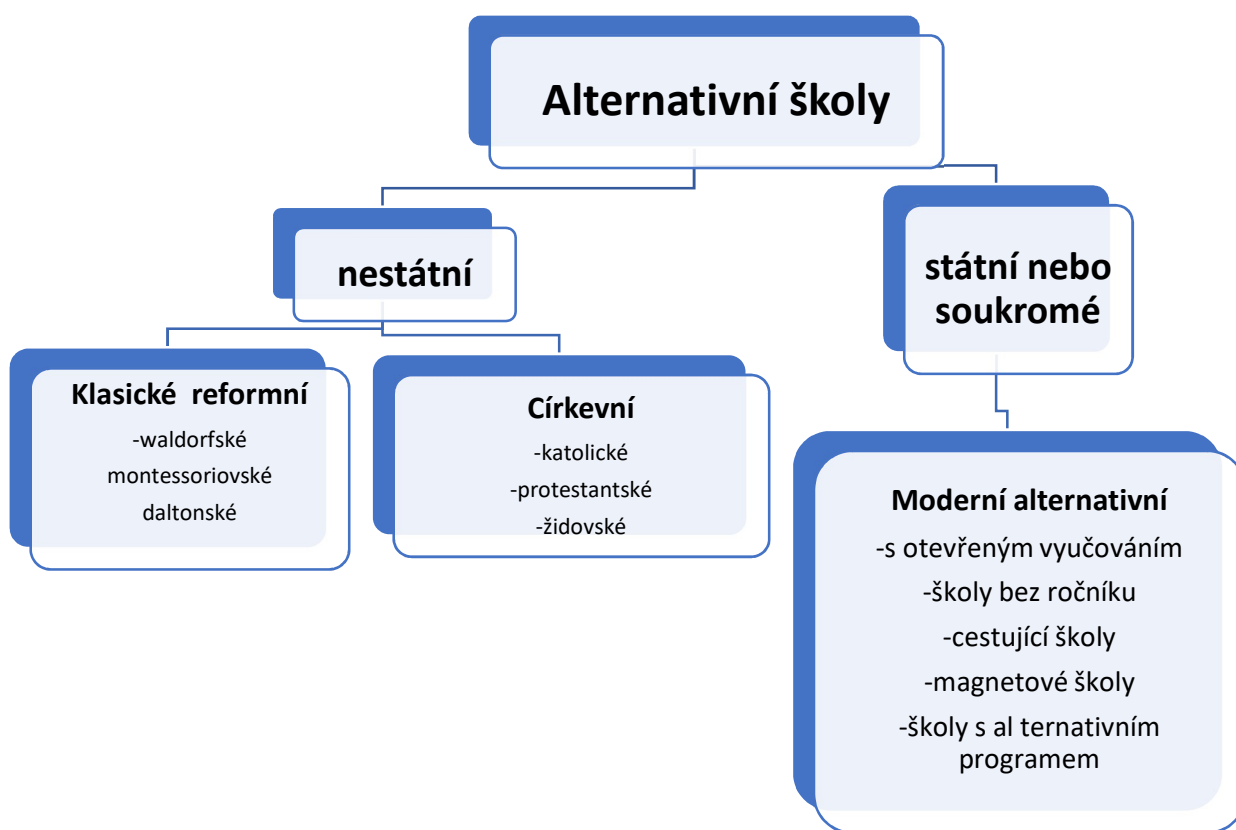 Alternativní školy
nestátní
státní nebo
soukromé
Klasické reformní
-waldorfské
montessoriovské
daltonské
Církevní
-katolické
-protestantské
-židovské
Moderní alternativní
-s otevřeným vyučováním
-školy bez ročníku
-cestující školy
-magnetové školy
-školy s al ternativním
programem